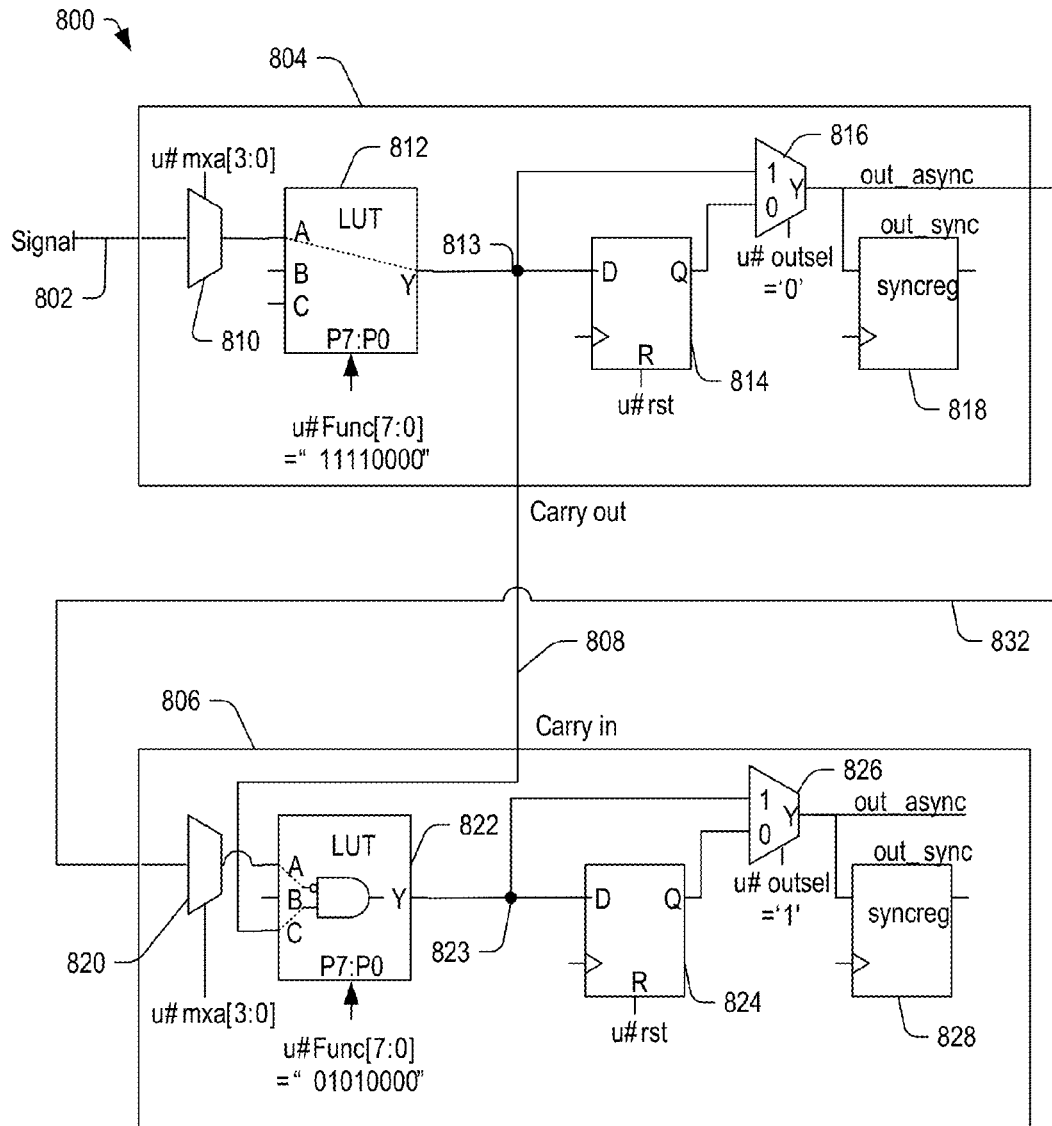 800
804
u# mxa[3:0]
812
816
LUT
1
Y
out_async
0
Signal
A
813
out_sync
802
B
Y
D
Q
u# outsel
='0'
syncreg
C
810
P7:P0
R
814
818
u# rst
u# Func[7:0]
=“ 11110000”
Carry out
808
832
806
Carry in
826
1
Y
out_async
0
822
LUT
out_sync
A
B
Y
D
Q
u# outsel
='1'
syncreg
C
820
823
P7:P0
R
824
u# mxa[3:0]
u# rst
828
u# Func[7:0]
=“ 01010000”